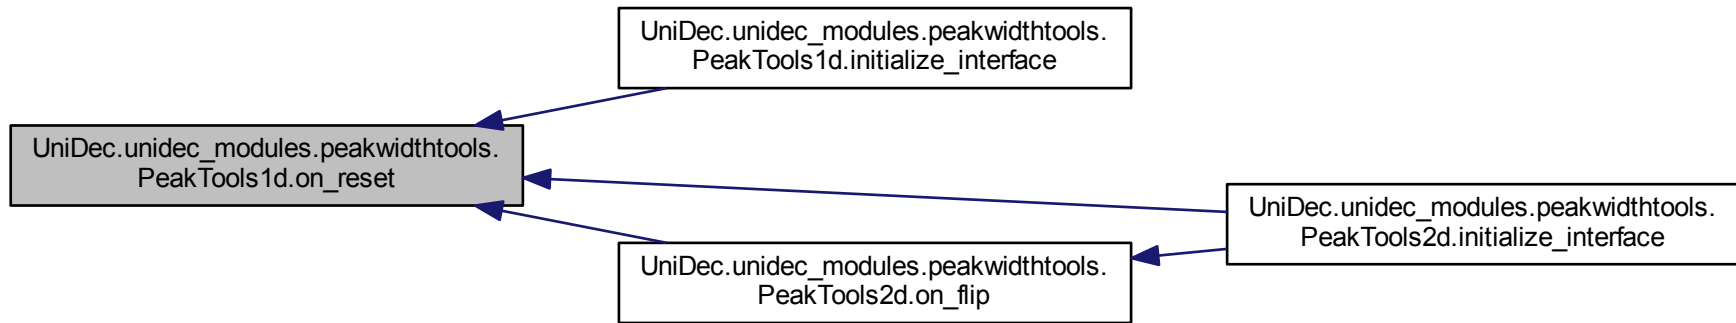 UniDec.unidec_modules.peakwidthtools.
PeakTools1d.initialize_interface
UniDec.unidec_modules.peakwidthtools.
PeakTools1d.on_reset
UniDec.unidec_modules.peakwidthtools.
PeakTools2d.initialize_interface
UniDec.unidec_modules.peakwidthtools.
PeakTools2d.on_flip